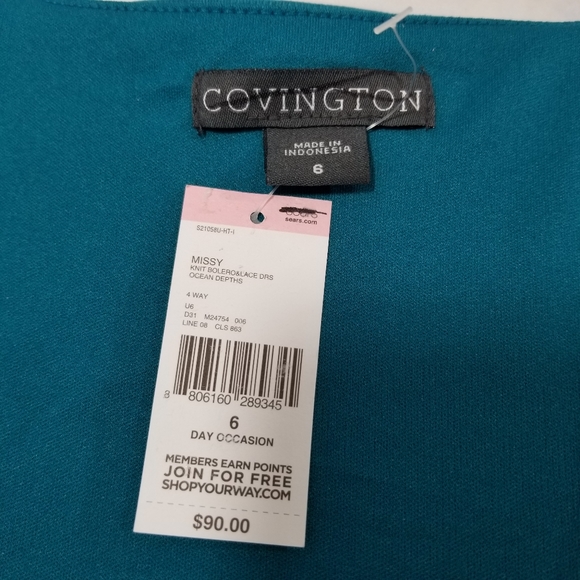 COVINGTON
MADE IN
INDONESIA
6
sears.com
S210S8U-HT-I
MISSY
KNIT BOLERO&LACE DRS
OCEAN DEPTHS
4 WAY
U6
D31 M24754 006
LINE 08 CLS 863
8 806160 289345
6
DAY OCCASION
MEMBERS EARN POINTS
JOIN FOR FREE
SHOPYOURWAY.COM
$90.00